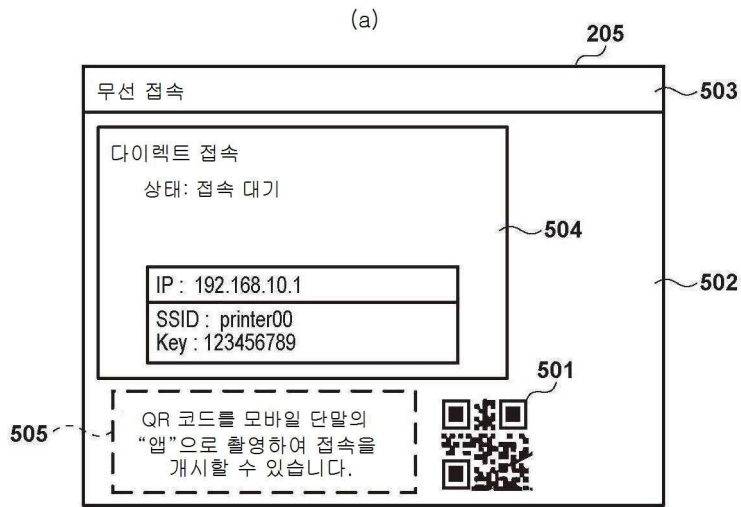 (a)
205
무선 접속
503
다이렉트 접속
상태: 접속 대기
504
502
IP : 192.168.10.1
SSID : printer00
Key : 123456789
501
505
QR 코드를 모바일 단말의
“앱”으로 촬영하여 접속을
개시할 수 있습니다.